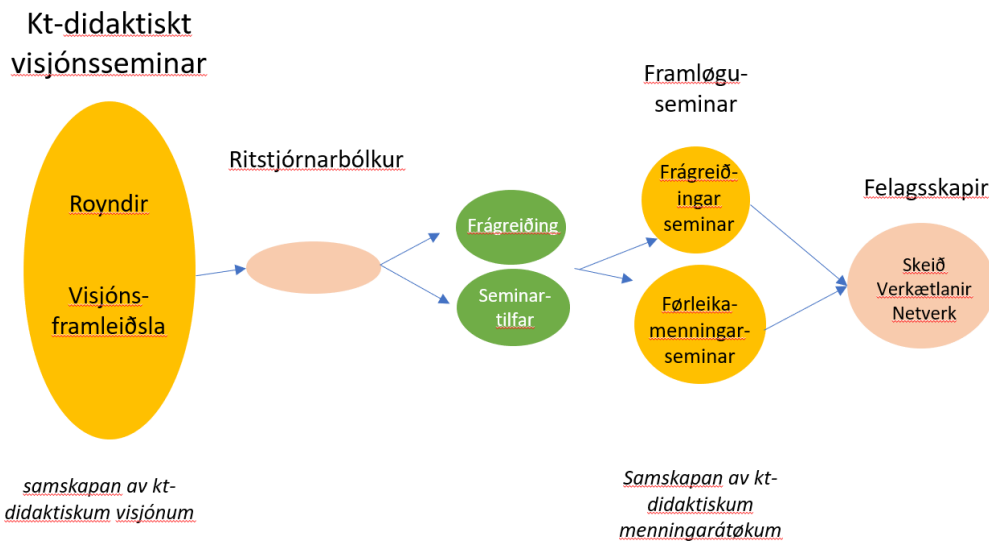 Kt-didaktiskt
visjónsseminar
Royndir
Visjóns-
framleiðsla
samskapan av kt-
didaktiskum visjónum
Ritstjórnarbólkur
Frágreiðing
Seminar-
tilfar
Framløgu-
seminar
Frágreið-
ingar
seminar
Førleika-
menningar-
seminar
Samskapan av kt-
didaktiskum
menningarátøkum
Felagsskapir
Skeið
Verkætlanir
Netverk